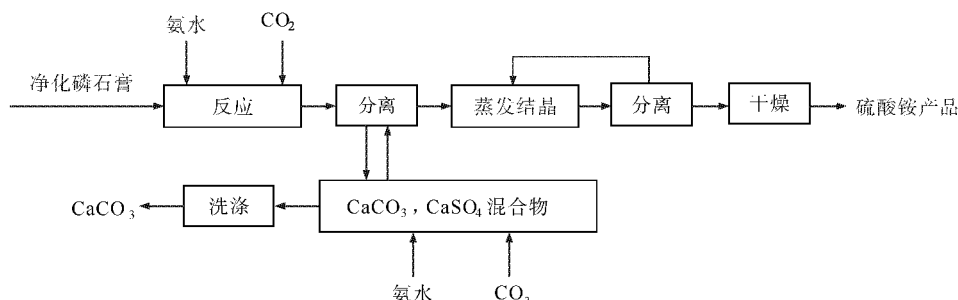 氨水
CO2
净化磷石膏
反应
分离
蒸发结晶
分离
干燥
硫酸铵产品
CaCO3
洗涤
CaCO3，CaSO4混合物
氨水